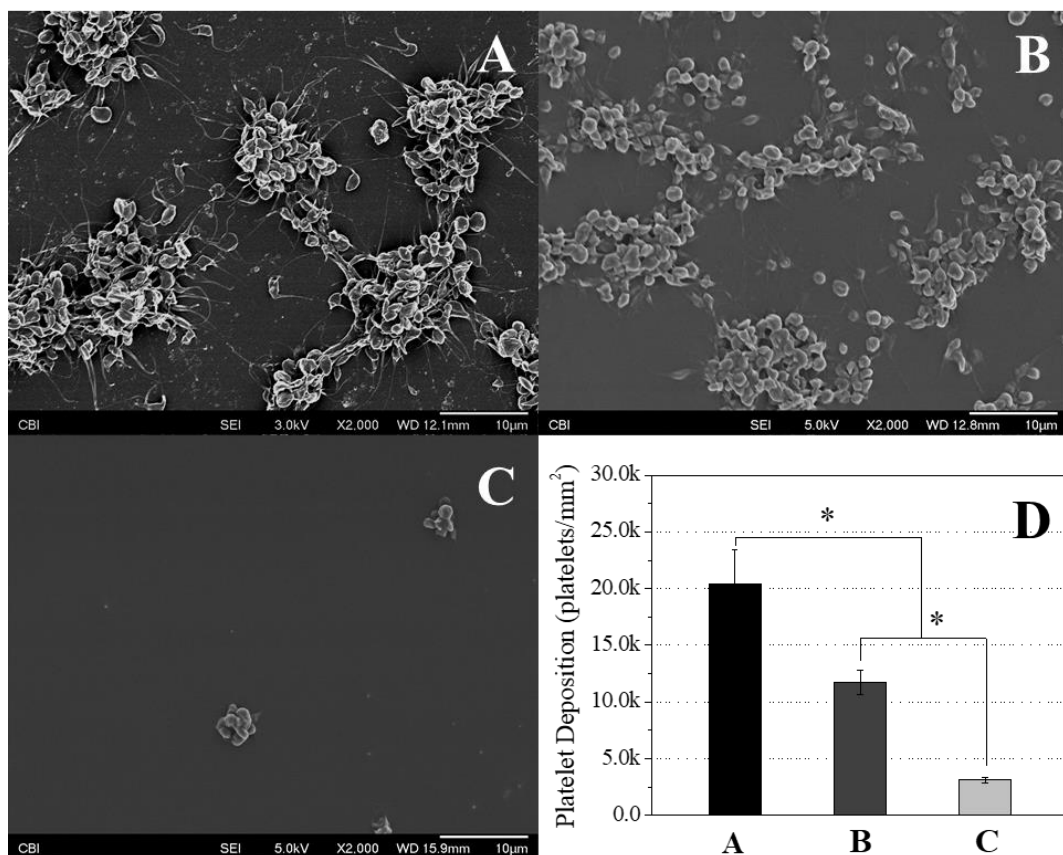 A
CBI SEI 3.0kV X2,000 WD 12.1mm 10µm
B
CBI SEI 5.0kV X2,000 WD 12.8mm 10µm
C
CBI SEI 5.0kV X2,000 WD 15.9mm 10µm
D
Platelet Deposition (platelets/mm²)
30.0k
25.0k
20.0k
15.0k
10.0k
5.0k
0.0
*
*
A B C